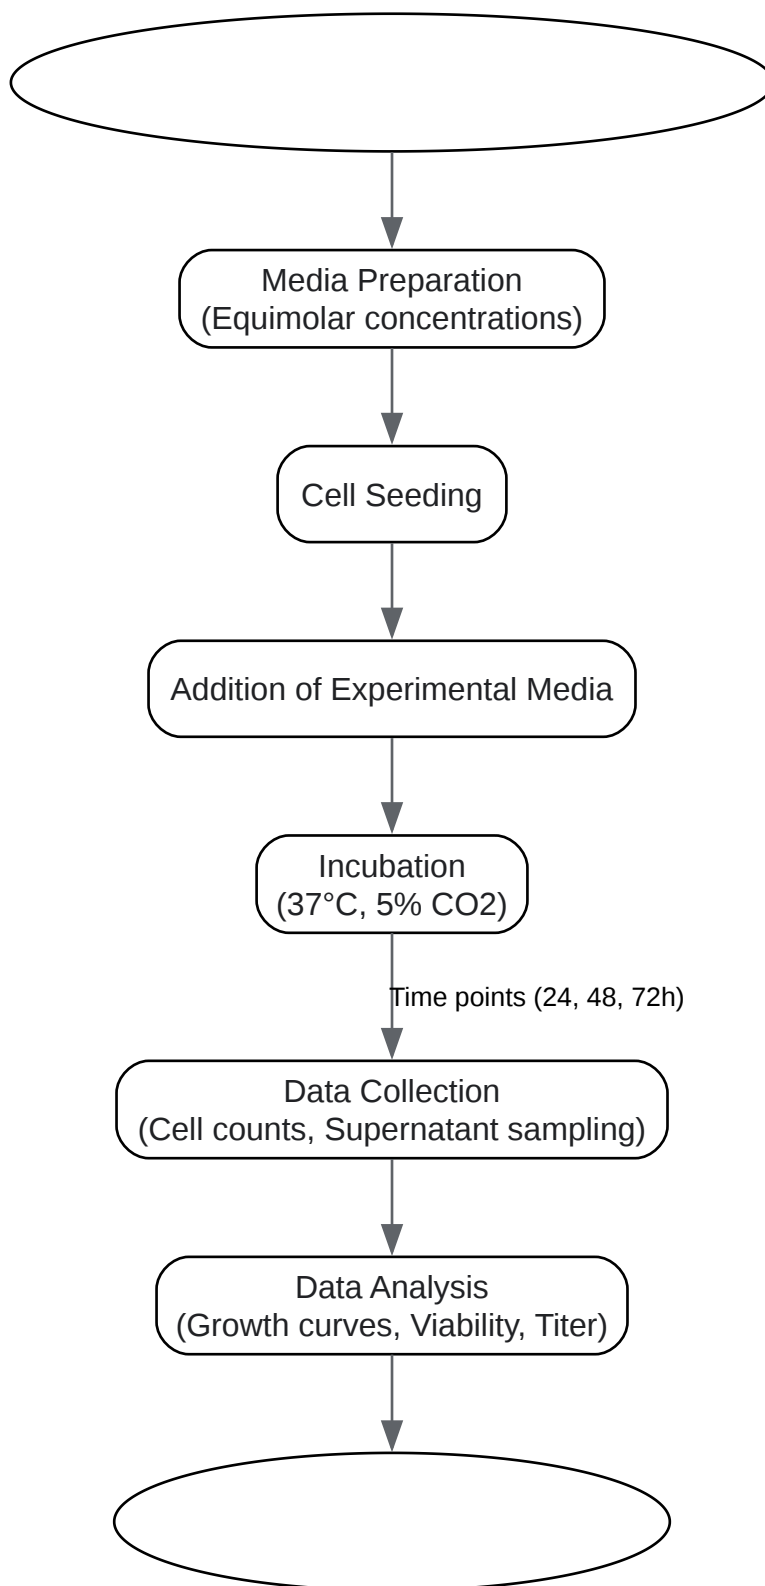 Media Preparation
(Equimolar concentrations)
Cell Seeding
Addition of Experimental Media
Incubation
(37°C, 5% CO2)
Time points (24, 48, 72h)
Data Collection
(Cell counts, Supernatant sampling)
Data Analysis
(Growth curves, Viability, Titer)